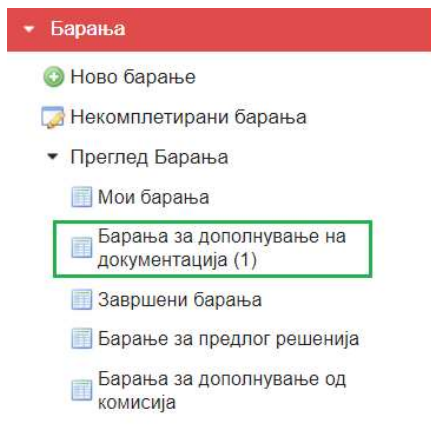 Барања
Ново барање
Некомплетирани барања
Преглед Барања
Мои барања
Барања за дополнување на
документација (1)
Завршени барања
Барање за предлог решенија
Барања за дополнување од
комисија